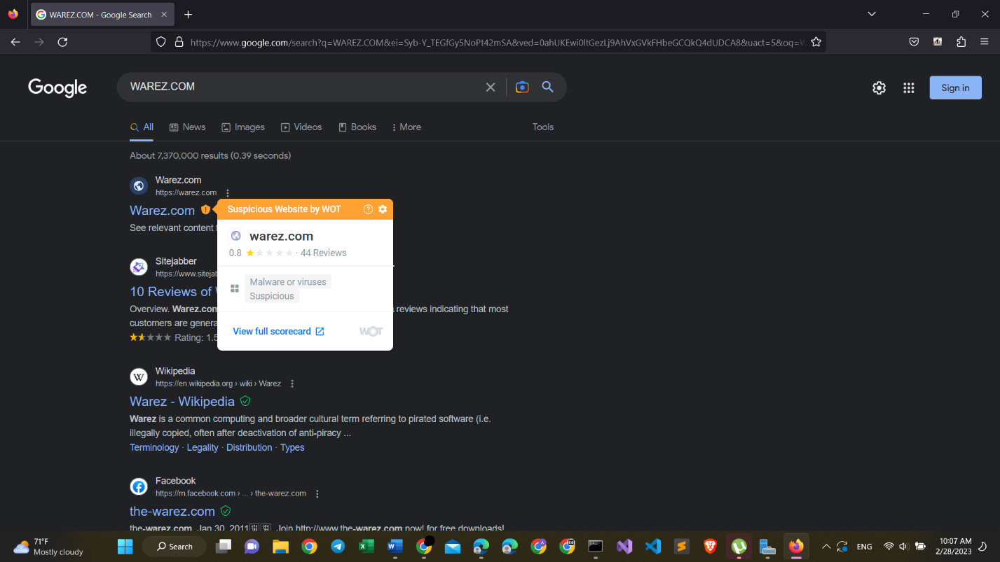 WAREZ.COM - Google Search
https://www.google.com/search?q=WAREZ.COM&ei=Syb-Y_TEGfGy5NoPt42mSA&ved=0ahUKEwi0ltGezLj9AhVxGVkFHbeGCQkQ4dUDCA8&uact=5&oq=W
Google
WAREZ.COM
Sign in
All
News
Images
Videos
Books
More
Tools
About 7,370,000 results (0.39 seconds)
Warez.com
https://warez.com
Warez.com
Suspicious Website by WOT
See relevant content
warez.com
0.8 · 44 Reviews
Sitejabber
https://www.sitejab
Malware or viruses
10 Reviews of
Suspicious
Overview. Warez.com reviews indicating that most
customers are genera
View full scorecard
WOT
Rating: 1.5
Wikipedia
https://en.wikipedia.org › wiki › Warez
Warez - Wikipedia
Warez is a common computing and broader cultural term referring to pirated software (i.e.
illegally copied, often after deactivation of anti-piracy ...
Terminology · Legality · Distribution · Types
Facebook
https://m.facebook.com › ... › the-warez.com
the-warez.com
the-warez.com. Jan 30, 2011 Join http://www.the-warez.com now! for free downloads!
71°F
Mostly cloudy
Search
ENG
10:07 AM
2/28/2023